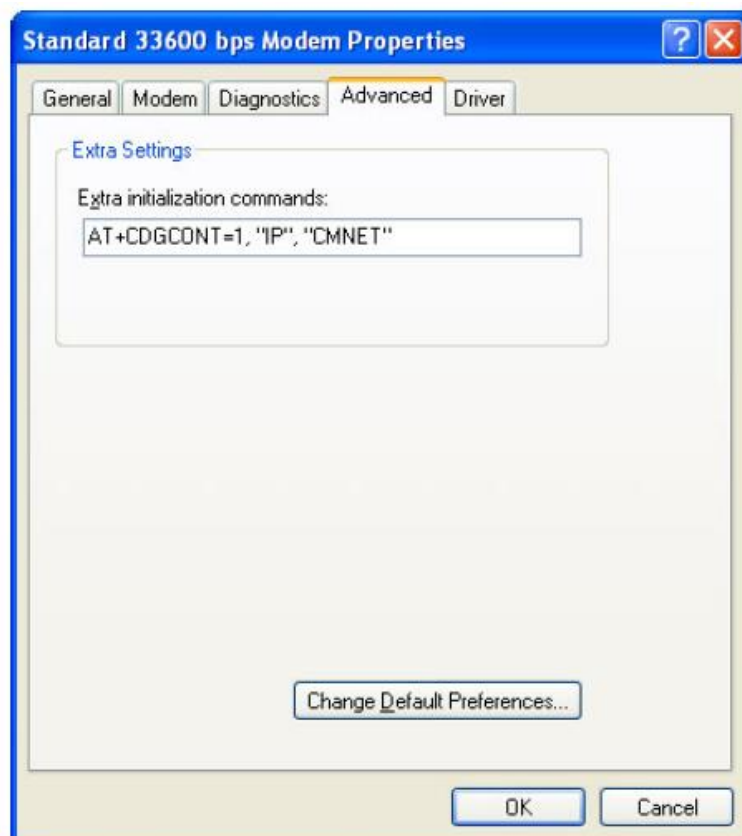 Standard 33600 bps Modem Properties
General Modem Diagnostics Advanced Driver
Extra Settings
Extra initialization commands:
AT+CDGCONT=1, "IP", "CMNET"
Change Default Preferences...
OK Cancel